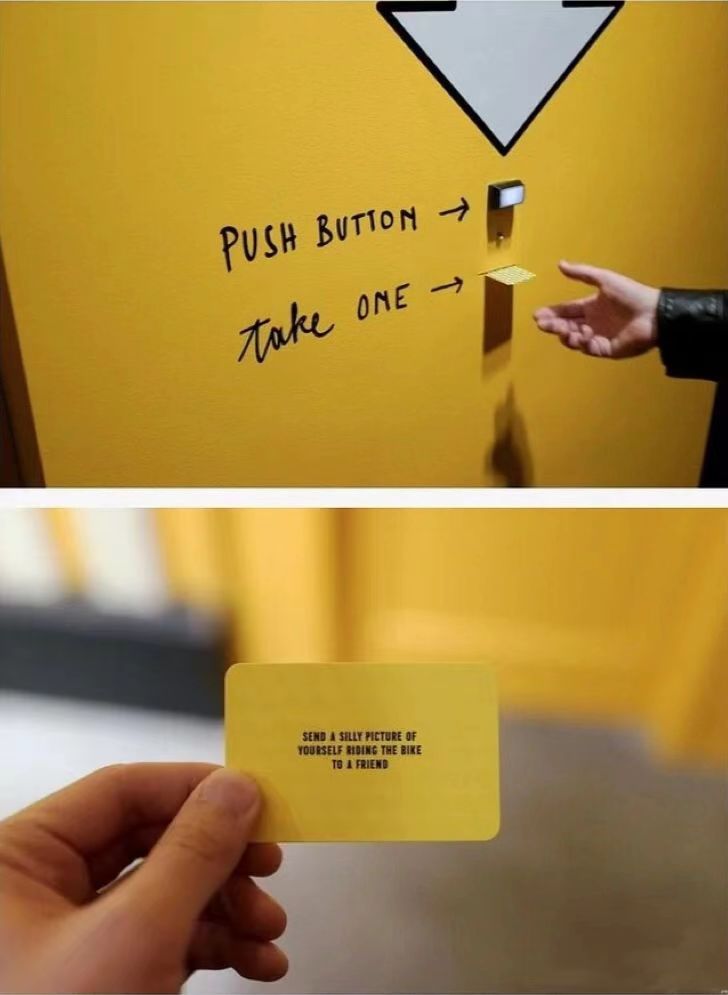 PUSH BUTTON →
take ONE →
SEND A SILLY PICTURE OF
YOURSELF RIDING THE BIKE
TO A FRIEND